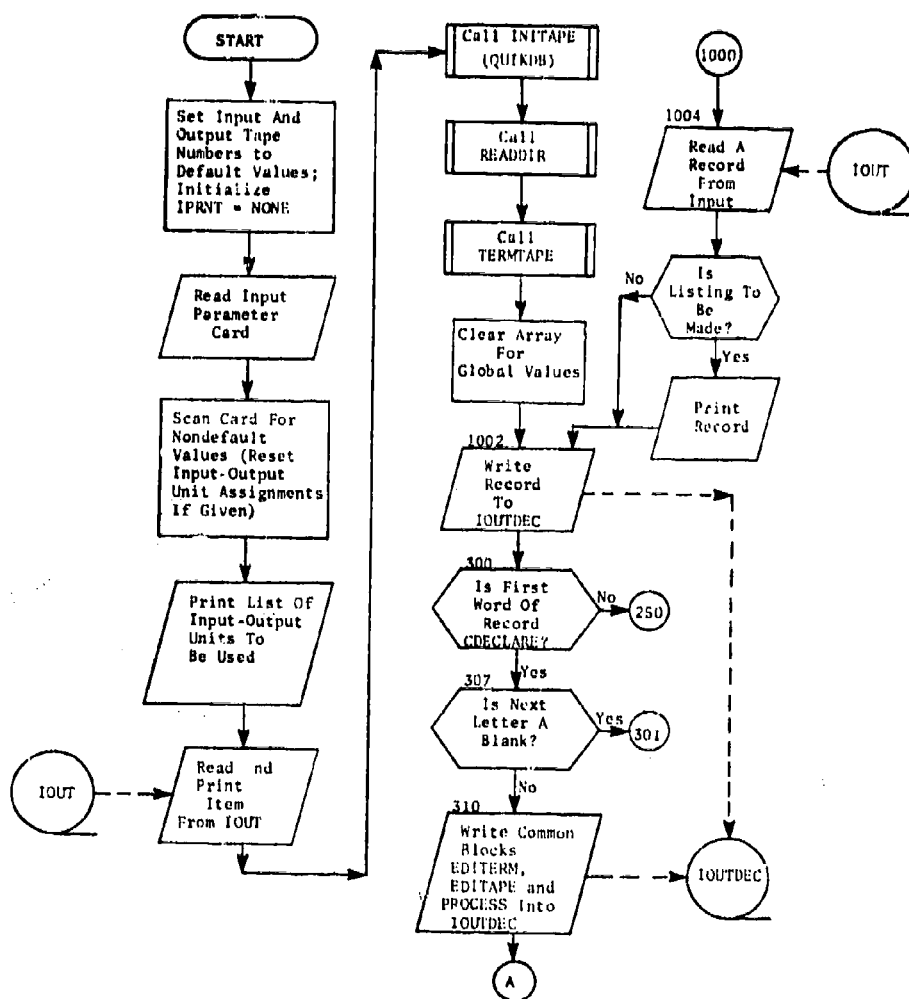 START
Set Input And
Output Tape
Numbers to
Default Values;
Initialize
IPRNT = NONE
Read Input
Parameter
Card
Scan Card For
Nondefault
Values (Reset
Input-Output
Unit Assignments
If Given)
Print List Of
Input-Output
Units To
Be Used
IOUT
Read nd
Print
Item
From IOUT
Call INITAPE
(QUIKDB)
Call
READDIR
Call
TERMTAPE
Clear Array
For
Global Values
1002
Write
Record
To
IOUTDEC
300
Is First
Word Of
Record
CDECLARE?
No
250
Yes
307
Is Next
Letter A
Blank?
Yes
301
No
310
Write Common
Blocks
EDITERM,
EDITAPE and
PROCESS Into
IOUTDEC
IOUTDEC
A
1000
1004
Read A
Record
From
Input
IOUT
Is
Listing To
Be
Made?
No
Yes
Print
Record